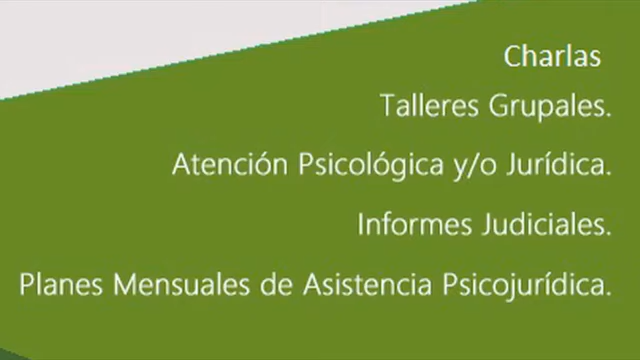 Charlas
Talleres Grupales.
Atención Psicológica y/o Jurídica.
Informes Judiciales.
Planes Mensuales de Asistencia Psicojurídica.